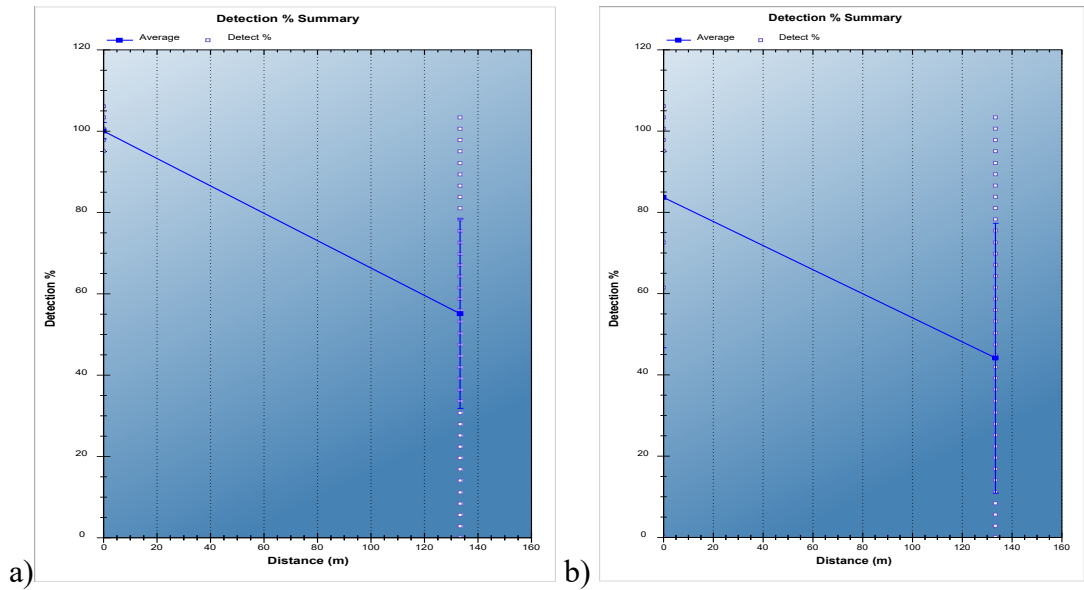 Detection % Summary
Average Detect %
120
100
80
60
40
20
0
Detection %
0 20 40 60 80 100 120 140 160
Distance (m)
a)
Detection % Summary
Average Detect %
120
100
80
60
40
20
0
Detection %
0 20 40 60 80 100 120 140 160
Distance (m)
b)